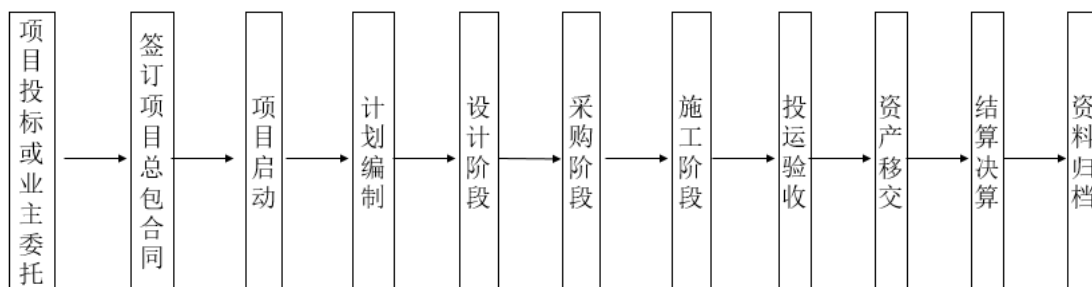 项目投标或业主委托
签订项目总包合同
项目启动
计划编制
设计阶段
采购阶段
施工阶段
投运验收
资产移交
结算决算
资料归档